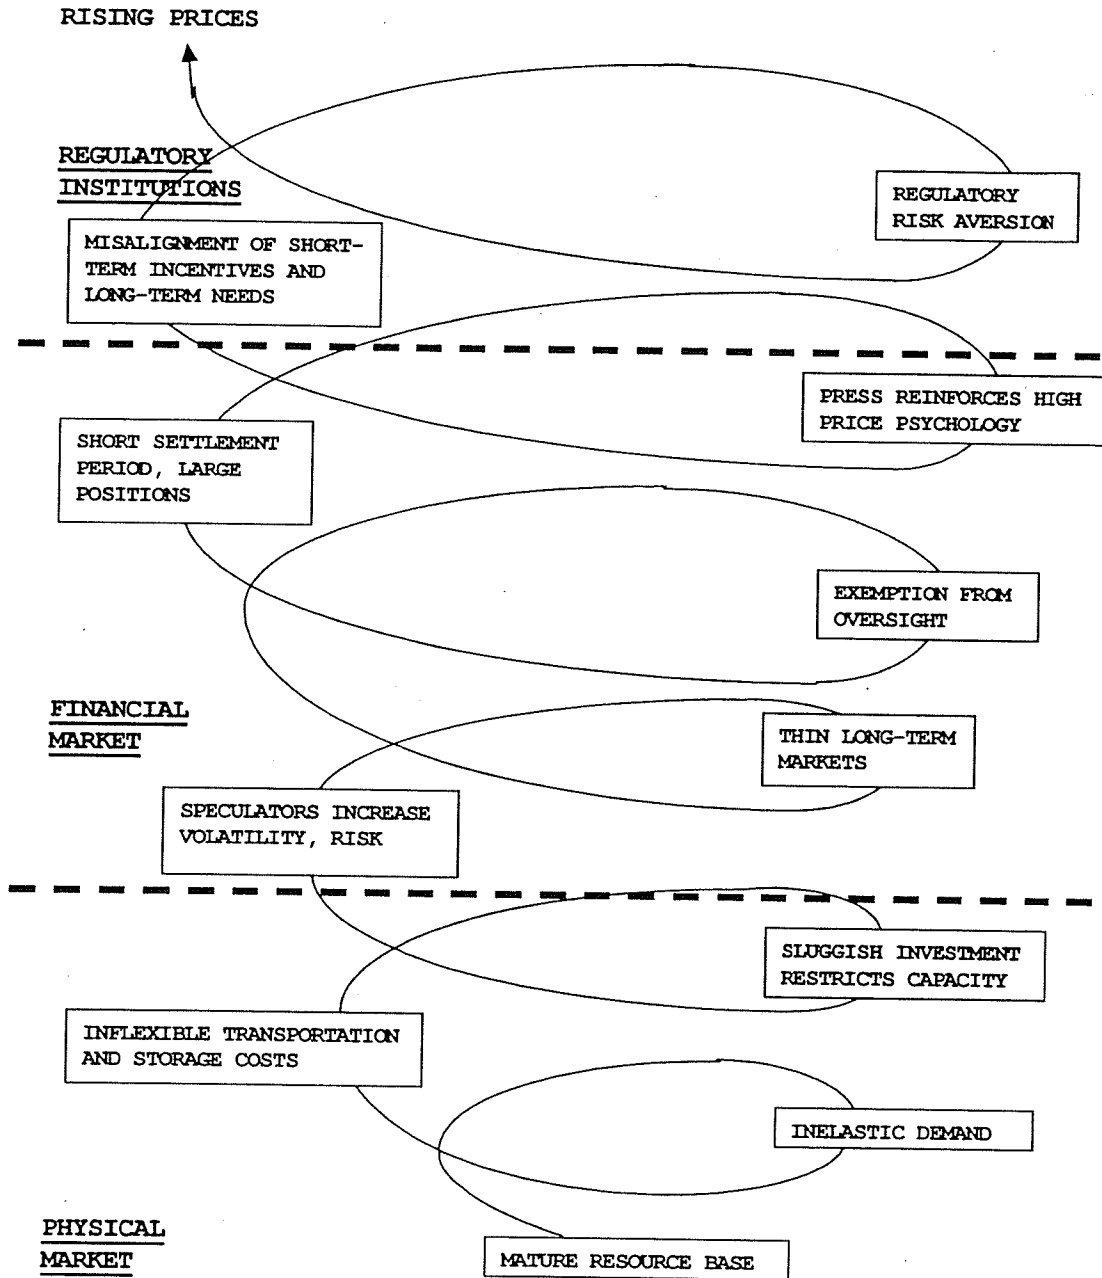 RISING PRICES
REGULATORY
INSTITUTIONS
REGULATORY
RISK AVERSION
MISALIGNMENT OF SHORT-
TERM INCENTIVES AND
LONG-TERM NEEDS
PRESS REINFORCES HIGH
PRICE PSYCHOLOGY
SHORT SETTLEMENT
PERIOD, LARGE
POSITIONS
EXEMPTION FROM
OVERSIGHT
FINANCIAL
MARKET
THIN LONG-TERM
MARKETS
SPECULATORS INCREASE
VOLATILITY, RISK
SLUGGISH INVESTMENT
RESTRICTS CAPACITY
INFLEXIBLE TRANSPORTATION
AND STORAGE COSTS
INELASTIC DEMAND
PHYSICAL
MARKET
MATURE RESOURCE BASE